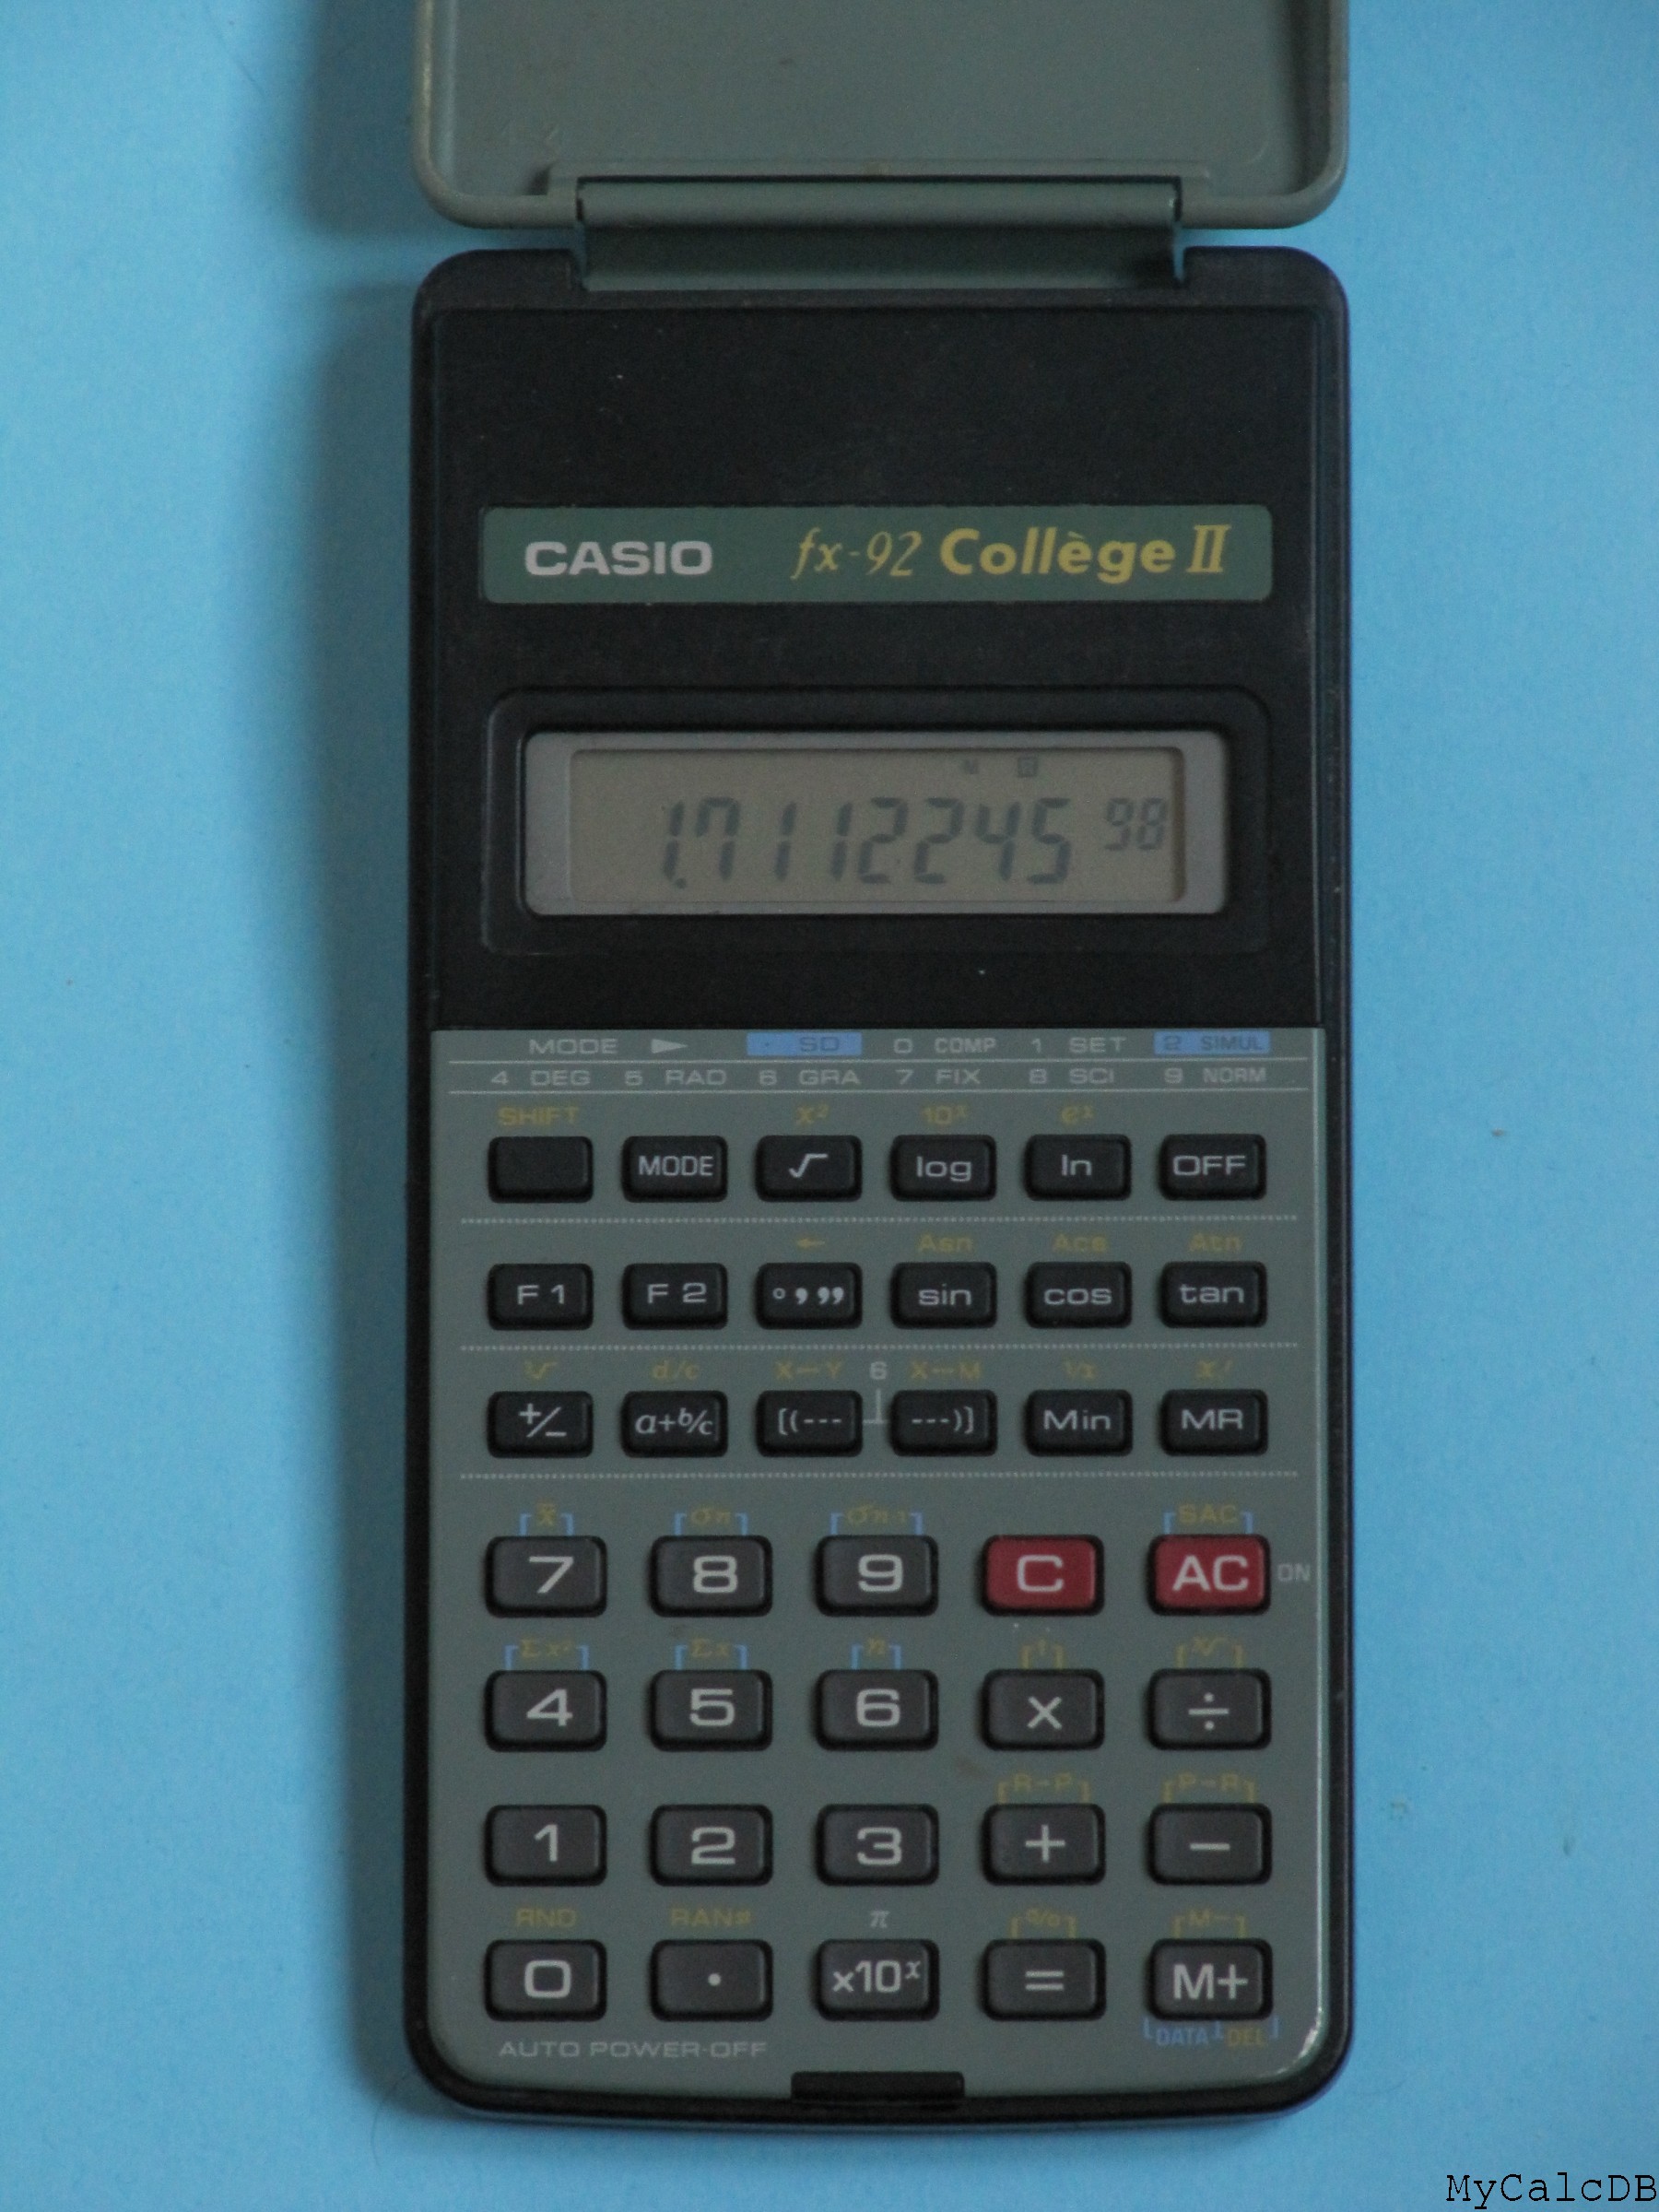 CASIO fx-92 Collège II
N R
1.7112245 98
MODE ► · SD 0 COMP 1 SET 2 SIMUL
4 DEG 5 RAD 6 GRA 7 FIX 8 SCI 9 NORM
SHIFT x² 10ˣ eˣ
MODE √ log ln OFF
← Asn Acs Atn
F1 F2 ° , ,, sin cos tan
³√ d/c X↔Y 6 X↔M 1/x x!
+/− a+b/c [(--- ---)] Min MR
x̄ σn σn-1 SAC
7 8 9 C AC ON
Σx² Σx n ˣ√
4 5 6 × ÷
R→P P→R
1 2 3 + −
RND RAN# π % M−
0 · ×10ˣ = M+
DATA DEL
AUTO POWER-OFF
MyCalcDB